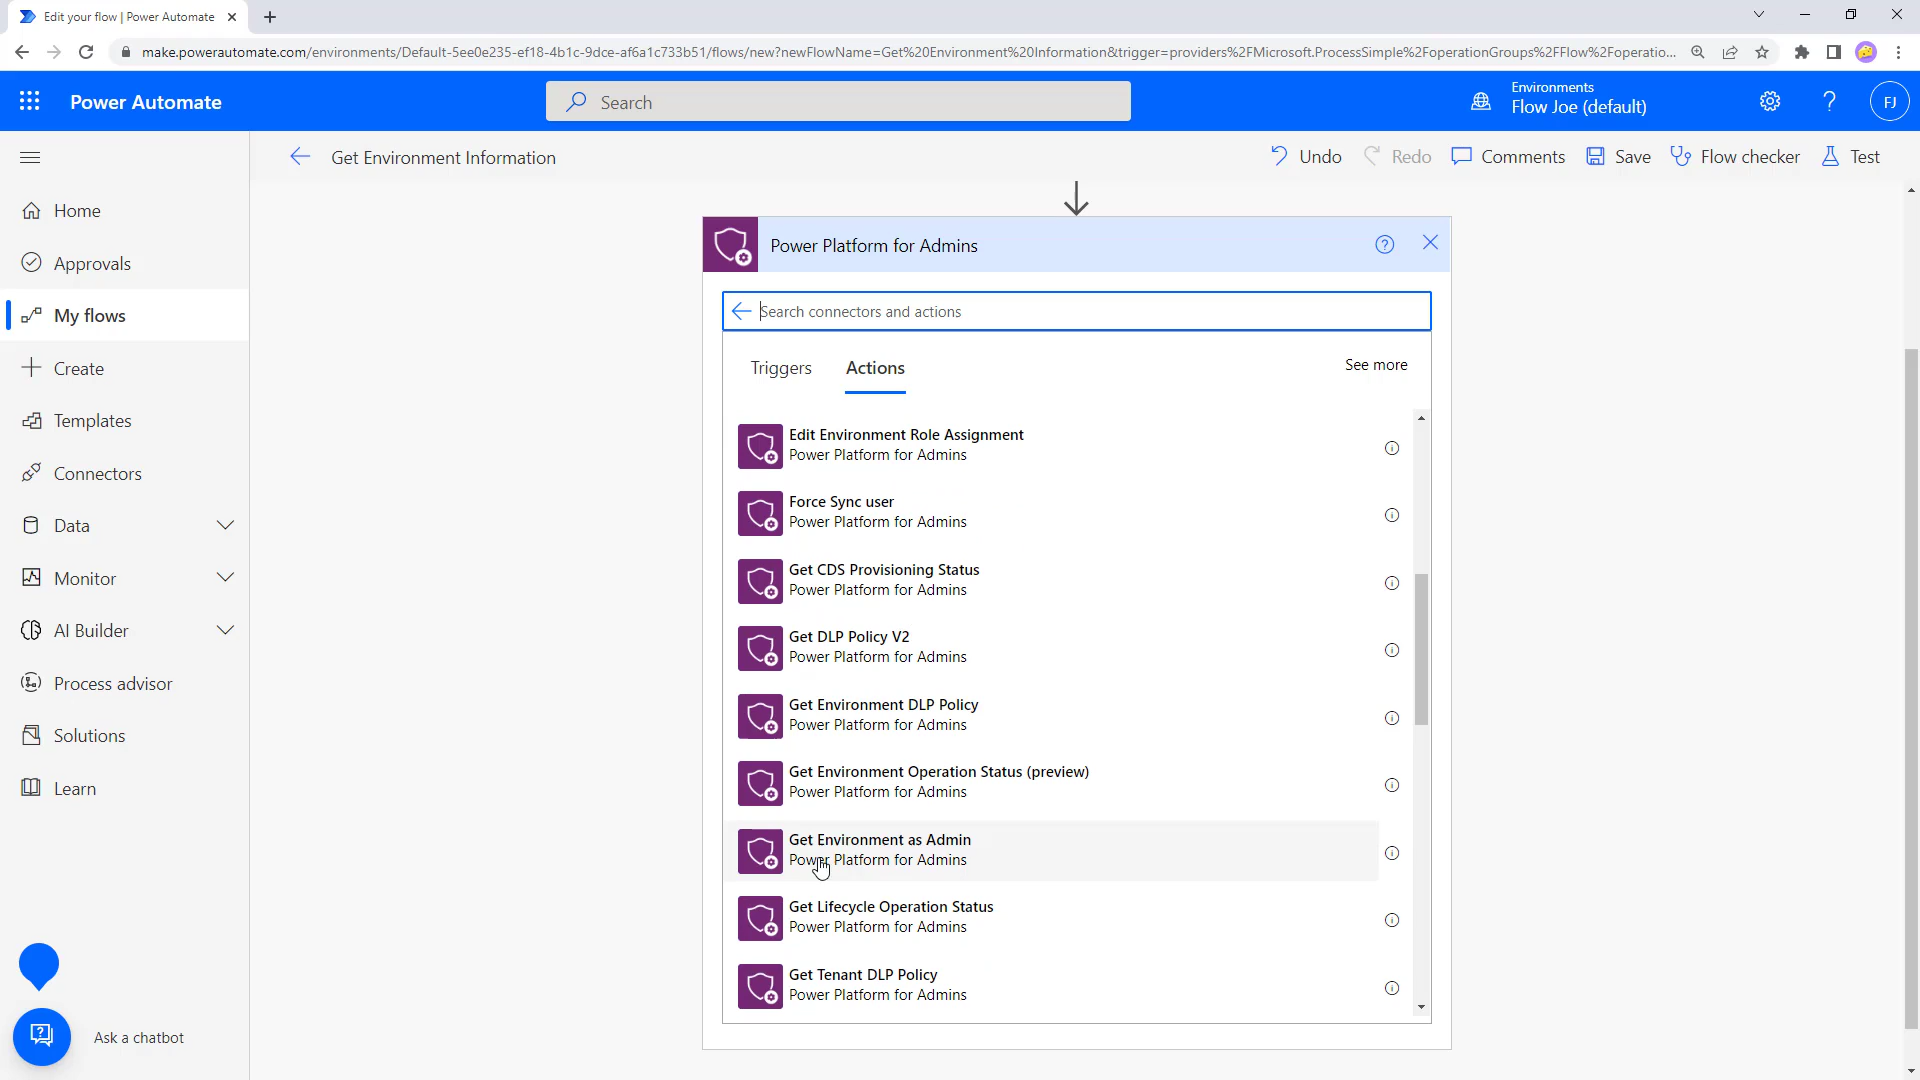 Edit your flow | Power Automate
make.powerautomate.com/environments/Default-5ee0e235-ef18-4b1c-9dce-af6a1c733b51/flows/new?newFlowName=Get%20Environment%20Information&trigger=providers%2FMicrosoft.ProcessSimple%2FoperationGroups%2FFlow%2Foperatio...
Power Automate
Search
Environments
Flow Joe (default)
FJ
Get Environment Information
Undo
Redo
Comments
Save
Flow checker
Test
Home
Approvals
My flows
Create
Templates
Connectors
Data
Monitor
AI Builder
Process advisor
Solutions
Learn
Ask a chatbot
Power Platform for Admins
Search connectors and actions
Triggers
Actions
See more
Edit Environment Role Assignment
Power Platform for Admins
Force Sync user
Power Platform for Admins
Get CDS Provisioning Status
Power Platform for Admins
Get DLP Policy V2
Power Platform for Admins
Get Environment DLP Policy
Power Platform for Admins
Get Environment Operation Status (preview)
Power Platform for Admins
Get Environment as Admin
Power Platform for Admins
Get Lifecycle Operation Status
Power Platform for Admins
Get Tenant DLP Policy
Power Platform for Admins